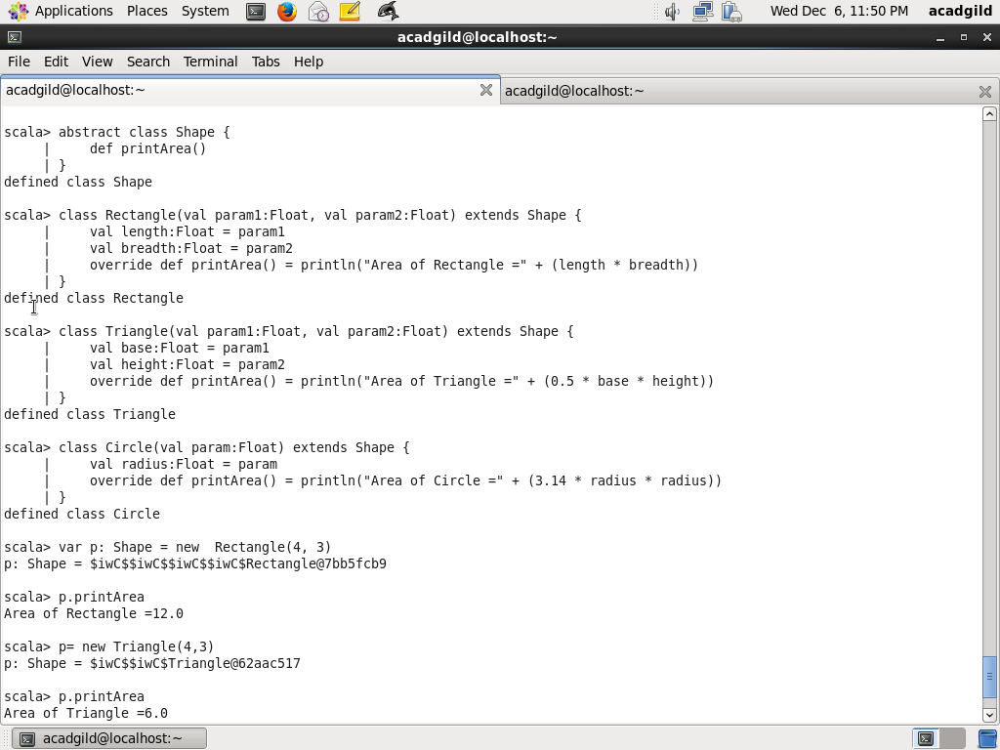 Applications Places System Wed Dec 6, 11:50 PM acadgild
acadgild@localhost:~
File Edit View Search Terminal Tabs Help
acadgild@localhost:~ acadgild@localhost:~
scala> abstract class Shape {
     |     def printArea()
     | }
defined class Shape
scala> class Rectangle(val param1:Float, val param2:Float) extends Shape {
     |     val length:Float = param1
     |     val breadth:Float = param2
     |     override def printArea() = println("Area of Rectangle =" + (length * breadth))
     | }
defined class Rectangle
scala> class Triangle(val param1:Float, val param2:Float) extends Shape {
     |     val base:Float = param1
     |     val height:Float = param2
     |     override def printArea() = println("Area of Triangle =" + (0.5 * base * height))
     | }
defined class Triangle
scala> class Circle(val param:Float) extends Shape {
     |     val radius:Float = param
     |     override def printArea() = println("Area of Circle =" + (3.14 * radius * radius))
     | }
defined class Circle
scala> var p: Shape = new  Rectangle(4, 3)
p: Shape = $iwC$$iwC$$iwC$$iwC$Rectangle@7bb5fcb9
scala> p.printArea
Area of Rectangle =12.0
scala> p= new Triangle(4,3)
p: Shape = $iwC$$iwC$Triangle@62aac517
scala> p.printArea
Area of Triangle =6.0
acadgild@localhost:~